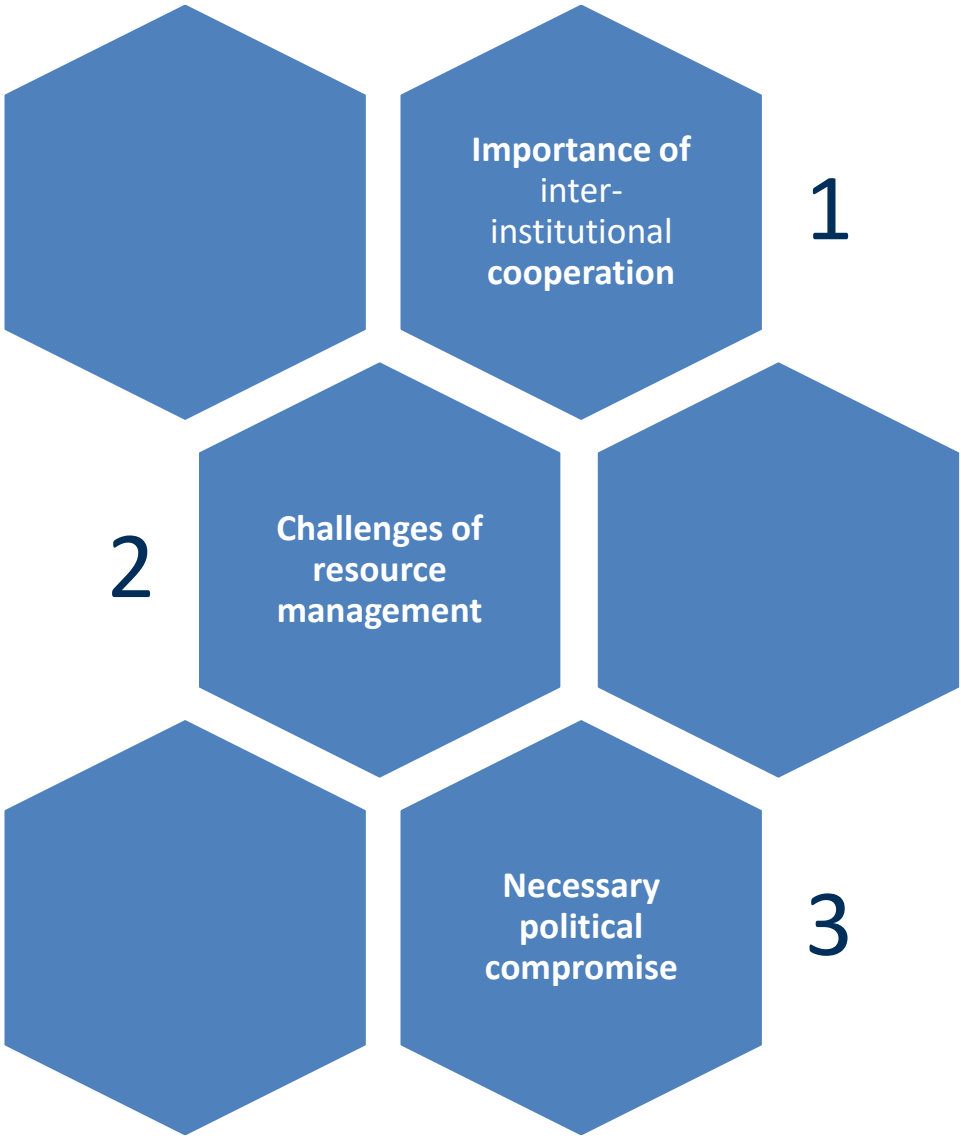 Importance of
inter-
institutional
cooperation
1
2
Challenges of
resource
management
Necessary
political
compromise
3